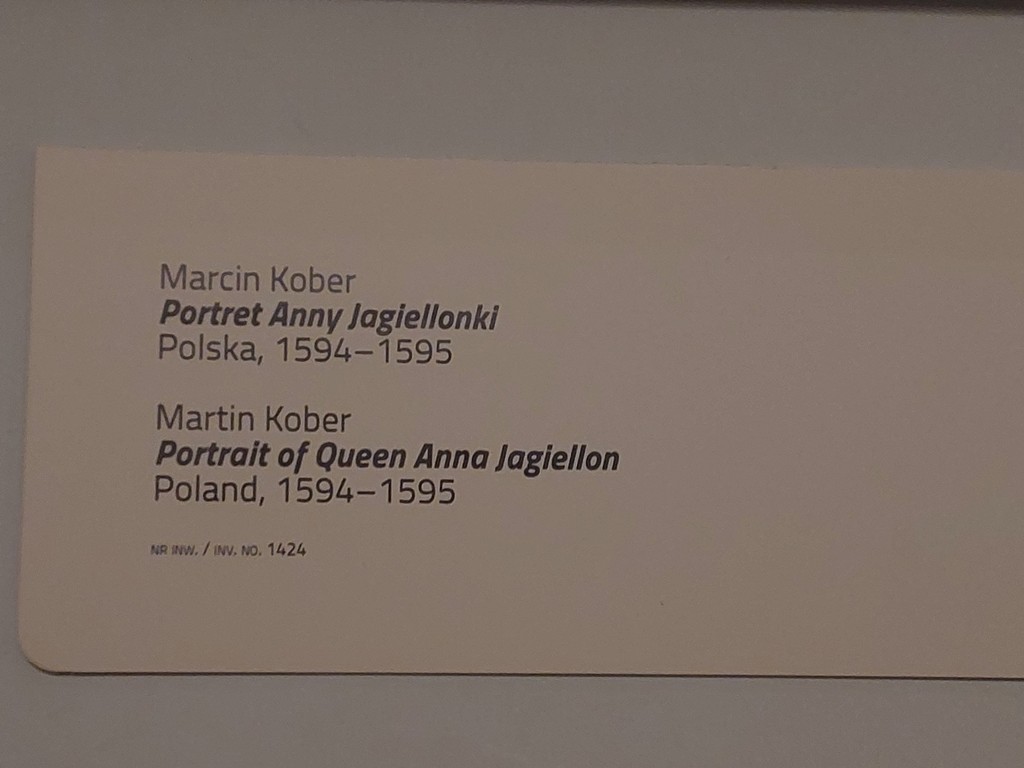 Marcin Kober
Portret Anny Jagiellonki
Polska, 1594–1595
Martin Kober
Portrait of Queen Anna Jagiellon
Poland, 1594–1595
NR INW. / INV. NO. 1424